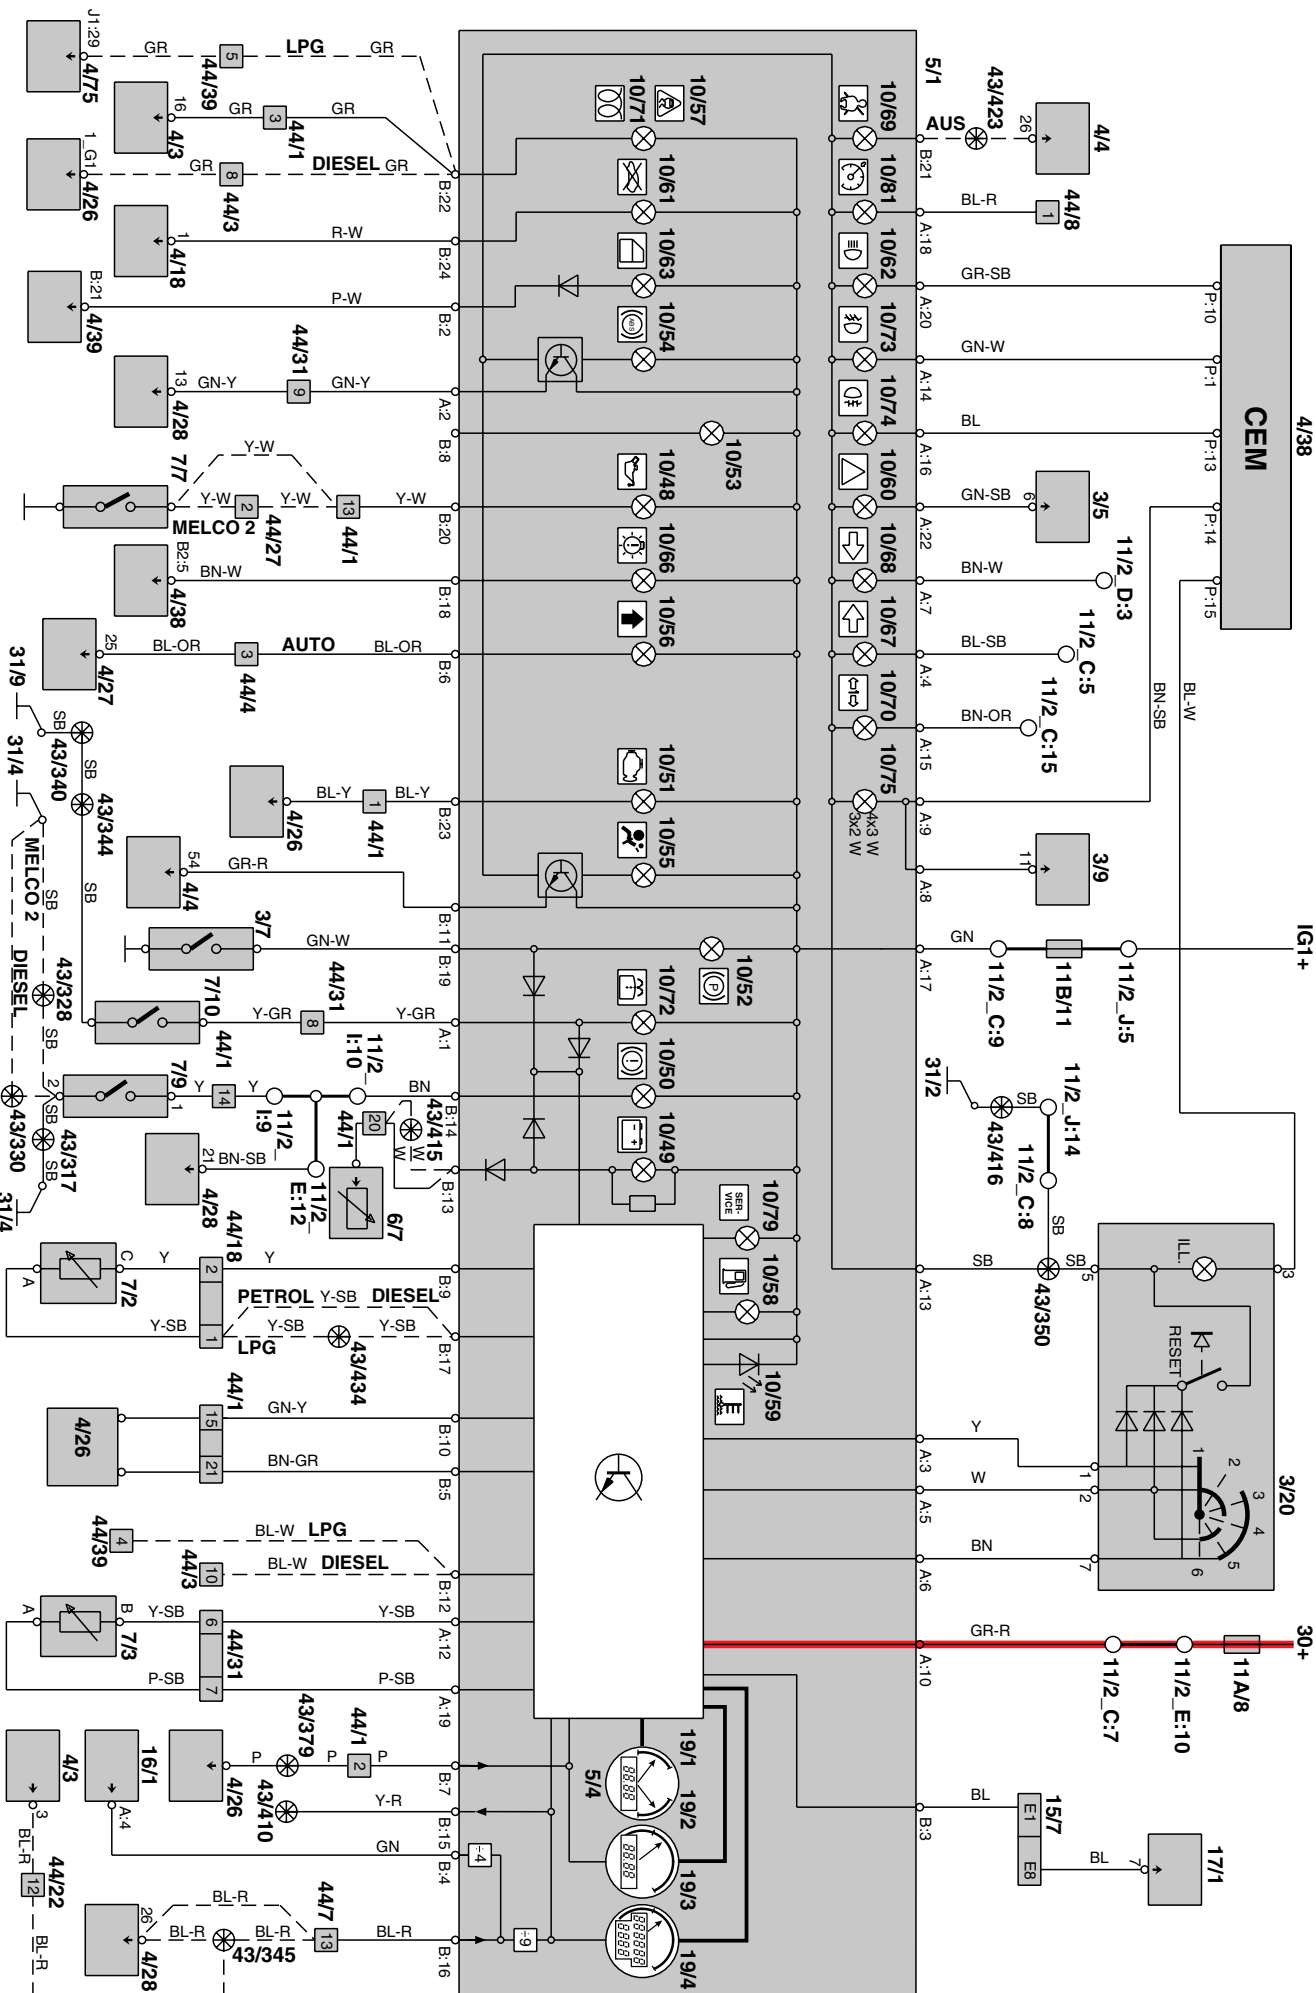 4/38
IG1+
30+
CEM
P:10
P:1
P:13
P:14
P:15
4/4
26
43/423
AUS
B:21
5/1
44/8
1
BL-R
A:18
GR-SB
A:20
GN-W
A:14
BL
A:16
3/5
6
GN-SB
A:22
11/2_D:3
BN-W
A:7
11/2_C:5
BL-SB
A:4
11/2_C:15
BN-OR
A:15
BN-SB
BL-W
A:9
3/9
11
A:8
11/2_J:5
11B/11
11/2_C:9
GN
A:17
31/2
11/2_J:14
SB
43/416
11/2_C:8
SB
SB
SB
5
43/350
A:13
ILL.
3
RESET
3/20
1
2
3
4
5
6
Y
A:3
1
W
A:5
2
BN
A:6
7
11A/8
11/2_E:10
11/2_C:7
GR-R
A:10
15/7
E1
E8
BL
BL
B:3
17/1
7
10/69
10/81
10/62
10/73
10/74
10/60
10/68
10/67
10/70
10/75
4x3 W
3x2 W
10/57
10/71
10/61
10/63
10/54
ABS
10/53
10/48
10/66
10/56
10/51
10/55
10/52
P
10/72
10/50
10/49
10/79
SER-
VICE
10/58
10/59
19/1
19/2
5/4
19/3
19/4
÷4
÷9
J1:29
4/75
GR
5
44/39
LPG
GR
16
4/3
GR
3
44/1
GR
1_G1
4/26
GR
8
44/3
DIESEL
GR
B:22
1
4/18
R-W
B:24
B:21
4/39
P-W
B:2
13
4/28
GN-Y
9
44/31
GN-Y
A:2
B:8
7/7
Y-W
Y-W
2
44/27
Y-W
MELCO 2
13
44/1
Y-W
B:20
B2:5
4/38
BN-W
B:18
25
4/27
BL-OR
3
44/4
AUTO
BL-OR
B:6
31/9
SB
43/340
SB
43/344
SB
31/4
MELCO 2
SB
DIESEL
43/328
SB
43/330
SB
43/317
SB
31/4
4/26
BL-Y
1
44/1
BL-Y
B:23
54
4/4
GR-R
B:11
3/7
GN-W
B:19
7/10
Y-GR
8
44/31
Y-GR
A:1
2
7/9
1
Y
14
44/1
Y
11/2_
I:9
11/2_
I:10
BN
B:14
21
4/28
BN-SB
11/2_
E:12
44/1
20
43/415
W
W
6/7
B:13
C
A
7/2
Y
Y-SB
44/18
2
1
Y
B:9
PETROL
Y-SB
DIESEL
Y-SB
LPG
43/434
Y-SB
B:17
4/26
44/1
15
21
GN-Y
B:10
BN-GR
B:5
44/39
4
BL-W
LPG
44/3
10
BL-W
DIESEL
B:12
B
A
7/3
Y-SB
P-SB
44/31
6
7
Y-SB
A:12
P-SB
A:19
4/3
3
16/1
A:4
4/26
P
43/379
P
2
44/1
P
B:7
43/410
Y-R
B:15
GN
B:4
BL-R
12
44/22
BL-R
26
4/28
BL-R
BL-R
43/345
BL-R
13
44/7
BL-R
B:16